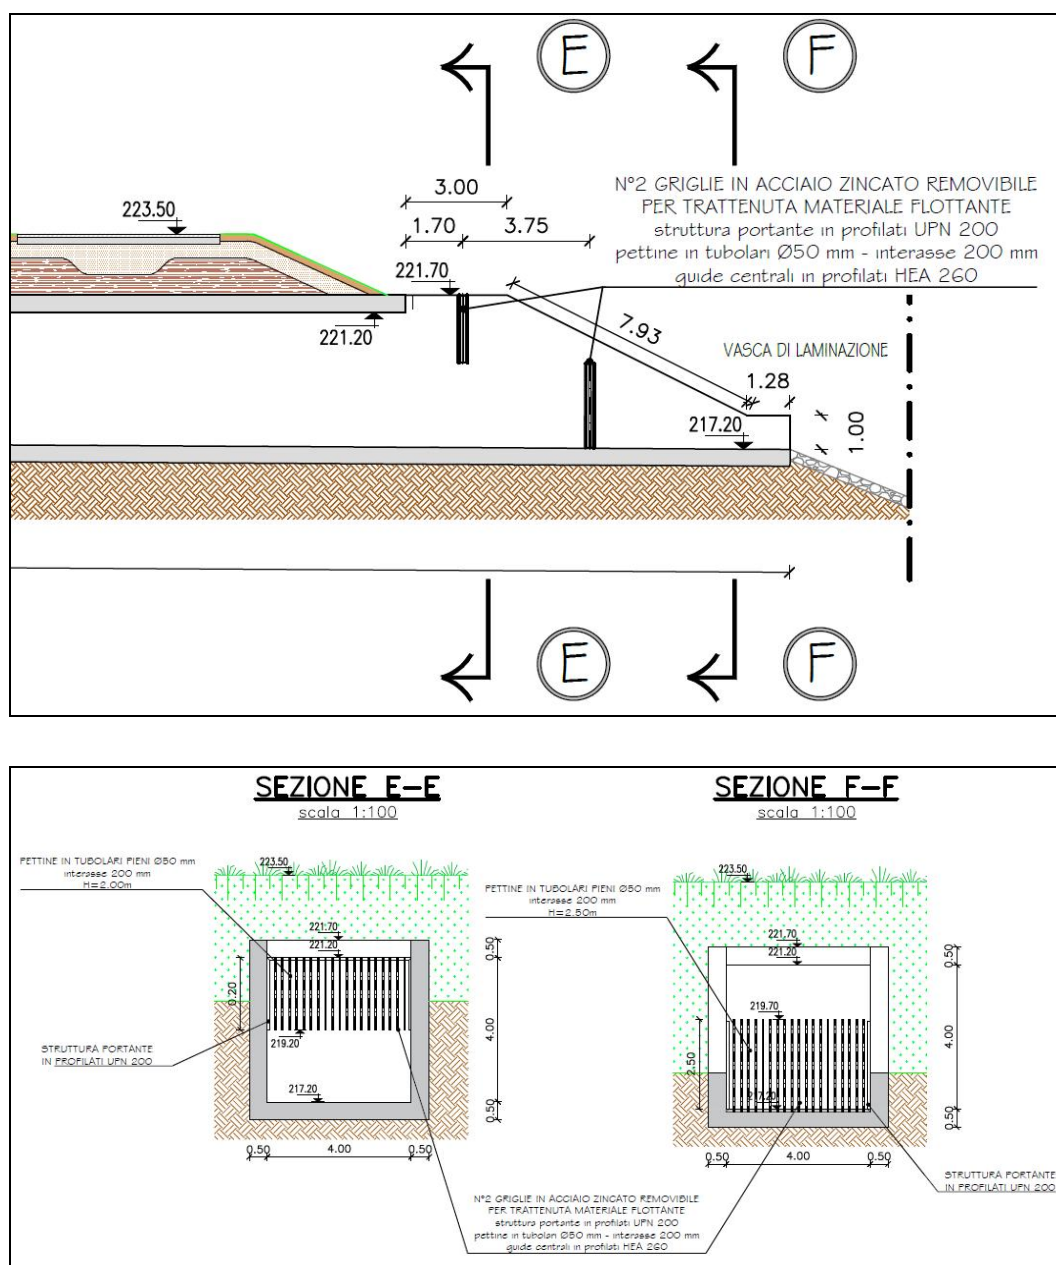 E
F
3.00
N°2 GRIGLIE IN ACCIAIO ZINCATO REMOVIBILE
PER TRATTENUTA MATERIALE FLOTTANTE
struttura portante in profilati UPN 200
pettine in tubolari Ø50 mm - interasse 200 mm
guide centrali in profilati HEA 260
223.50
1.70
3.75
221.70
221.20
7.93
VASCA DI LAMINAZIONE
1.28
217.20
1.00
E
F
SEZIONE E-E
scala 1:100
PETTINE IN TUBOLARI PIENI Ø50 mm
interasse 200 mm
H=2.00m
223.50
221.70
221.20
0.50
0.20
219.20
4.00
STRUTTURA PORTANTE
IN PROFILATI UPN 200
217.20
0.50
0.50
4.00
0.50
SEZIONE F-F
scala 1:100
PETTINE IN TUBOLARI PIENI Ø50 mm
interasse 200 mm
H=2.50m
223.50
221.70
221.20
0.50
219.70
2.50
4.00
217.20
0.50
0.50
4.00
0.50
STRUTTURA PORTANTE
IN PROFILATI UPN 200
N°2 GRIGLIE IN ACCIAIO ZINCATO REMOVIBILE
PER TRATTENUTA MATERIALE FLOTTANTE
struttura portante in profilati UPN 200
pettine in tubolari Ø50 mm - interasse 200 mm
guide centrali in profilati HEA 260